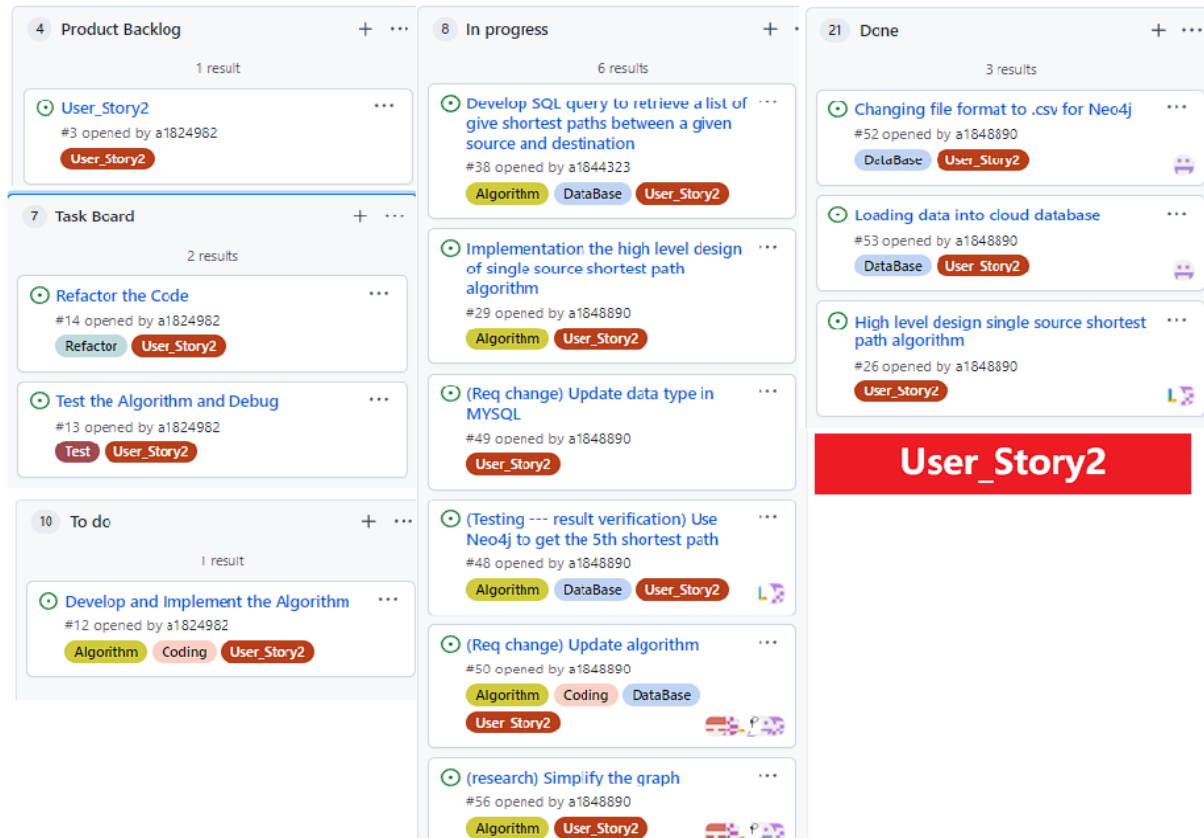 4 Product Backlog
1 result
User_Story2
#3 opened by a1824982
User_Story2
7 Task Board
2 results
Refactor the Code
#14 opened by a1824982
Refactor User_Story2
Test the Algorithm and Debug
#13 opened by a1824982
Test User_Story2
10 To do
1 result
Develop and Implement the Algorithm
#12 opened by a1824982
Algorithm Coding User_Story2
8 In progress
6 results
Develop SQL query to retrieve a list of
give shortest paths between a given
source and destination
#38 opened by a1844323
Algorithm DataBase User_Story2
Implementation the high level design
of single source shortest path
algorithm
#29 opened by a1848890
Algorithm User_Story2
(Req change) Update data type in
MYSQL
#49 opened by a1848890
User_Story2
(Testing --- result verification) Use
Neo4j to get the 5th shortest path
#48 opened by a1848890
Algorithm DataBase User_Story2
(Req change) Update algorithm
#50 opened by a1848890
Algorithm Coding DataBase
User_Story2
(research) Simplify the graph
#56 opened by a1848890
Algorithm User_Story2
21 Done
3 results
Changing file format to .csv for Neo4j
#52 opened by a1848890
DataBase User_Story2
Loading data into cloud database
#53 opened by a1848890
DataBase User_Story2
High level design single source shortest
path algorithm
#26 opened by a1848890
User_Story2
User_Story2